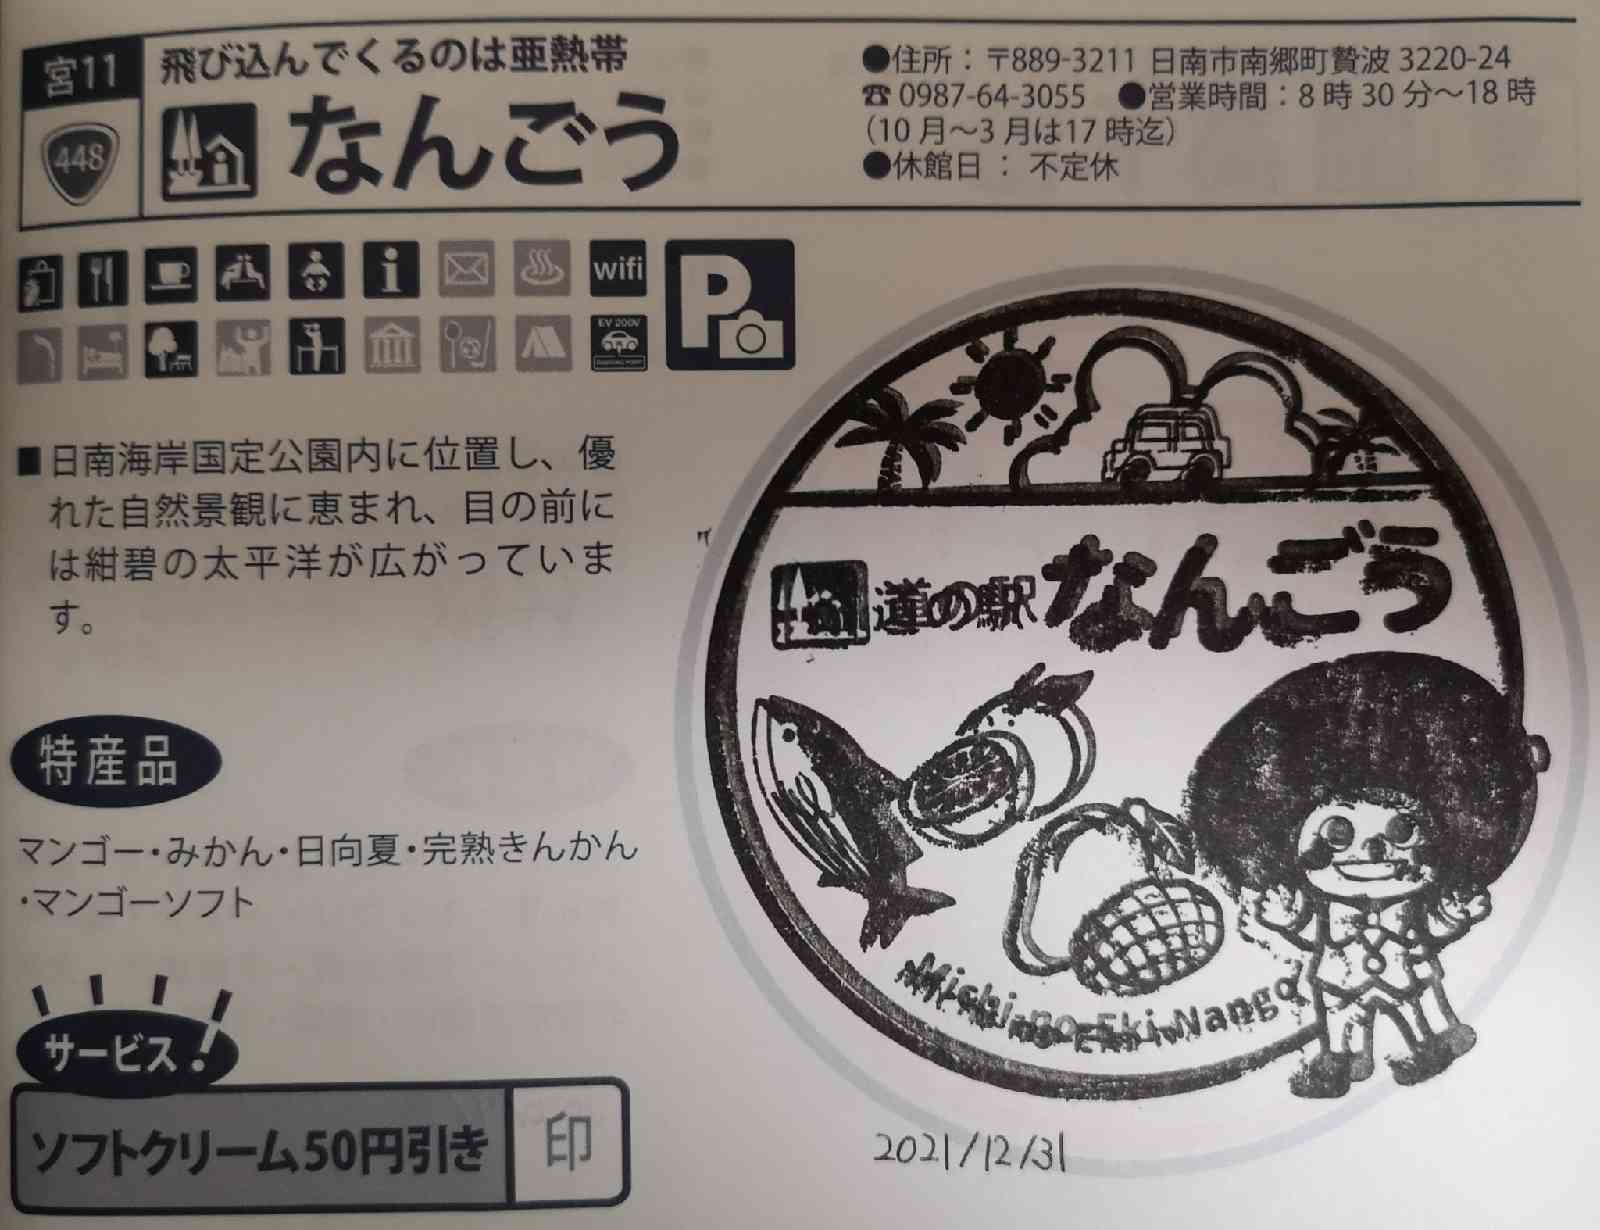 宮11
448
飛び込んでくるのは亜熱帯
なんごう
●住所：〒889-3211 日南市南郷町贄波 3220-24
☎ 0987-64-3055 ●営業時間：8 時 30 分～18 時
（10 月～3 月は17 時迄）
●休館日 ： 不定休
i
wifi
P
EV 200V
■日南海岸国定公園内に位置し、優
れた自然景観に恵まれ、目の前に
は紺碧の太平洋が広がっていま
す。
特産品
マンゴー・みかん・日向夏・完熟きんかん
・マンゴーソフト
サービス！
ソフトクリーム50円引き
印
道の駅 なんごう
Michi-no-Eki Nango
2021/12/31